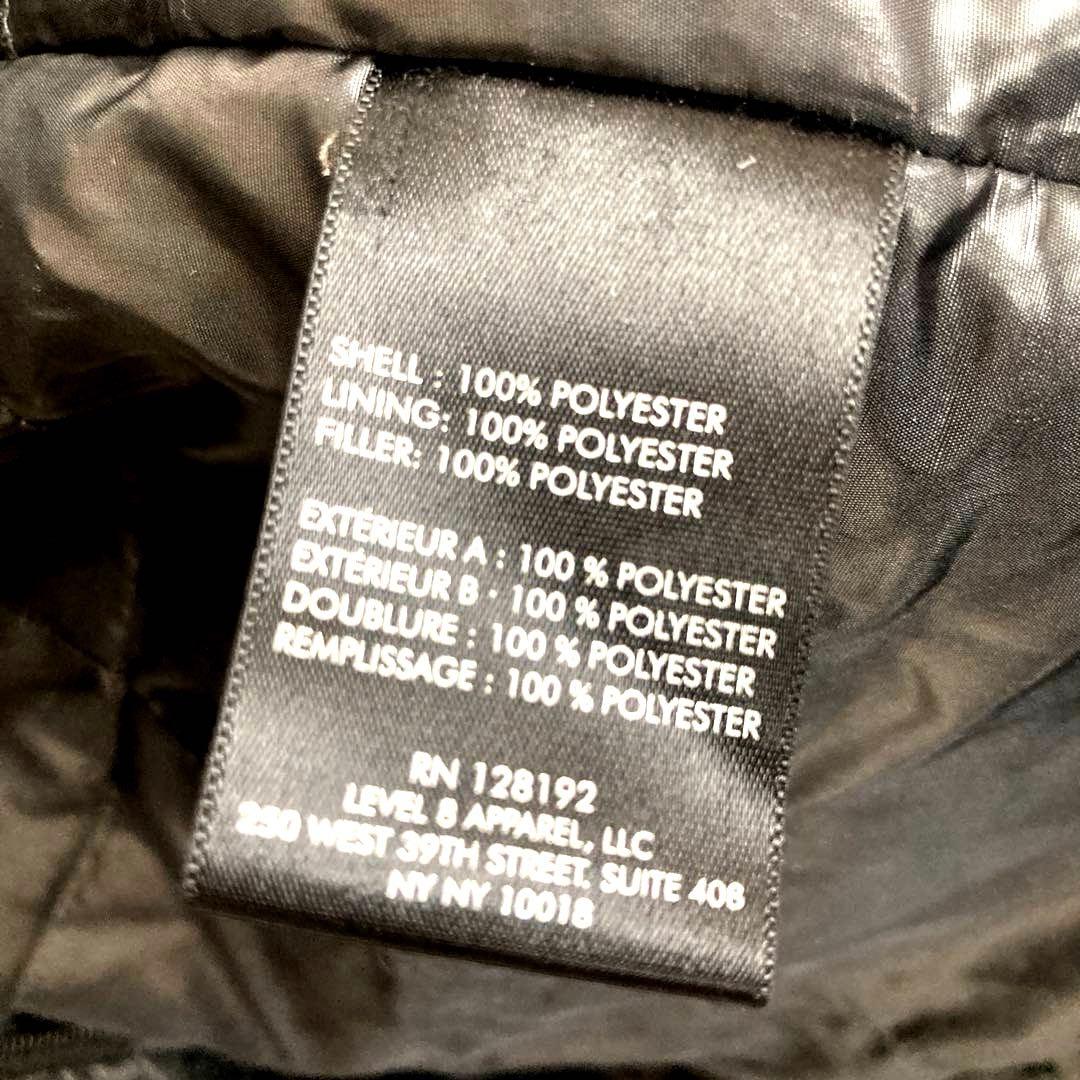 SHELL : 100% POLYESTER
LINING: 100% POLYESTER
FILLER: 100% POLYESTER
EXTÉRIEUR A : 100 % POLYESTER
EXTÉRIEUR B : 100 % POLYESTER
DOUBLURE : 100 % POLYESTER
REMPLISSAGE : 100 % POLYESTER
RN 128192
LEVEL 8 APPAREL, LLC
250 WEST 39TH STREET, SUITE 408
NY NY 10018